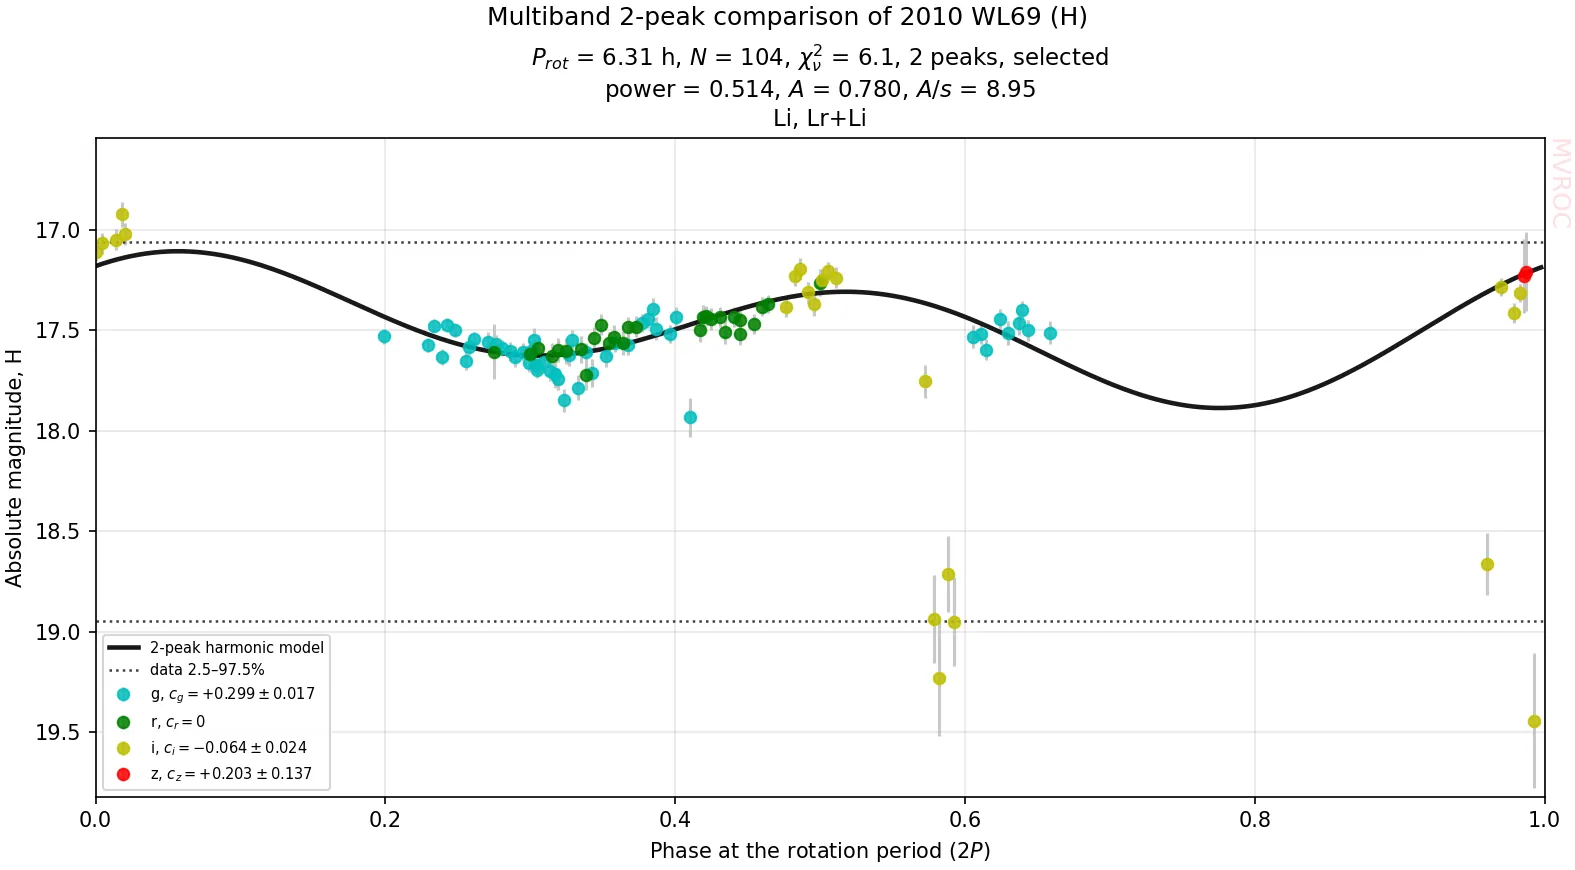 Multiband 2-peak comparison of 2010 WL69 (H)
P_rot = 6.31 h, N = 104, χ²_ν = 6.1, 2 peaks, selected
power = 0.514, A = 0.780, A/s = 8.95
Li, Lr+Li
MVROC
Absolute magnitude, H
17.0
17.5
18.0
18.5
19.0
19.5
2-peak harmonic model
data 2.5–97.5%
g, c_g = +0.299 ± 0.017
r, c_r = 0
i, c_i = −0.064 ± 0.024
z, c_z = +0.203 ± 0.137
0.0 0.2 0.4 0.6 0.8 1.0
Phase at the rotation period (2P)